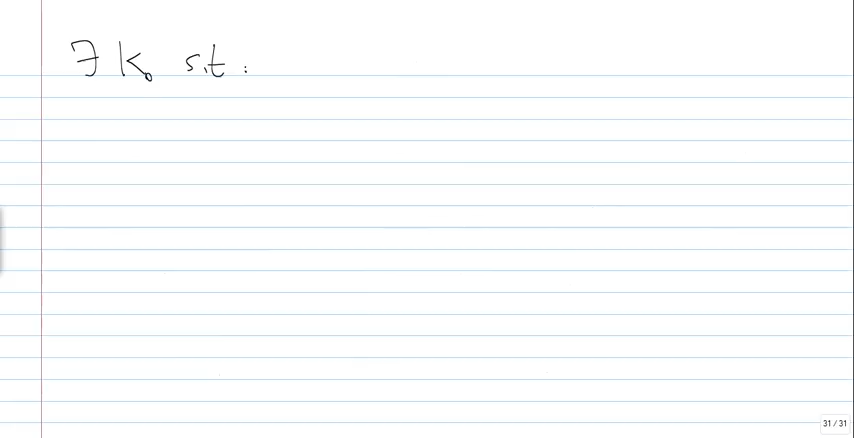 ∃ K₀ s.t.
31 / 31